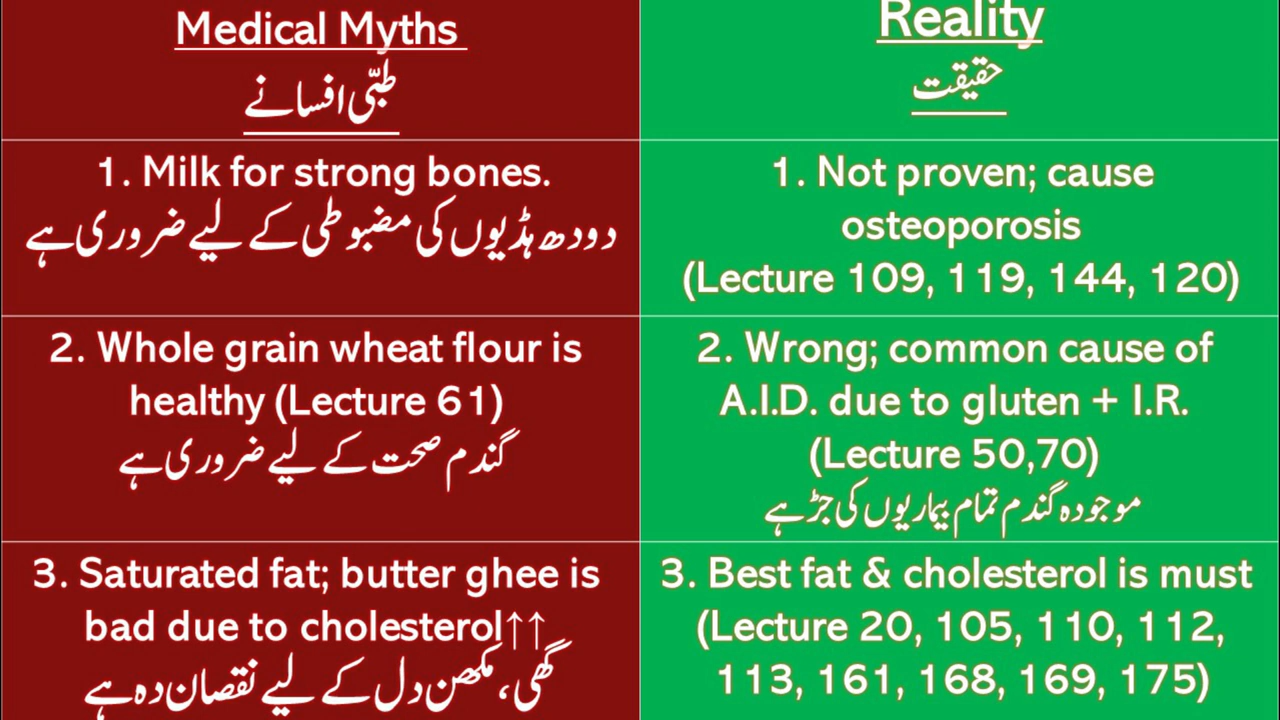 Medical Myths
طبّی افسانے
Reality
حقیقت
1. Milk for strong bones.
دودھ ہڈیوں کی مضبوطی کے لیے ضروری ہے
1. Not proven; cause
osteoporosis
(Lecture 109, 119, 144, 120)
2. Whole grain wheat flour is
healthy (Lecture 61)
گندم صحت کے لیے ضروری ہے
2. Wrong; common cause of
A.I.D. due to gluten + I.R.
(Lecture 50,70)
موجودہ گندم تمام بیماریوں کی جڑ ہے
3. Saturated fat; butter ghee is
bad due to cholesterol↑↑
گھی، مکھن دل کے لیے نقصان دہ ہے
3. Best fat & cholesterol is must
(Lecture 20, 105, 110, 112,
113, 161, 168, 169, 175)